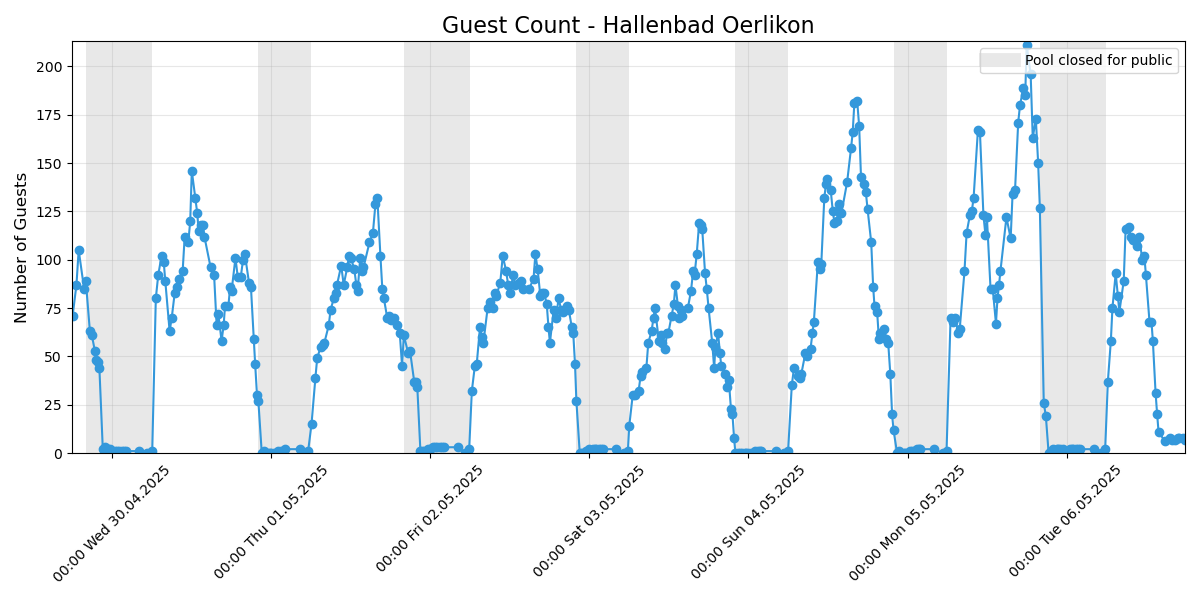 Guest Count - Hallenbad Oerlikon
Pool closed for public
Number of Guests
200
175
150
125
100
75
50
25
0
00:00 Wed 30.04.2025
00:00 Thu 01.05.2025
00:00 Fri 02.05.2025
00:00 Sat 03.05.2025
00:00 Sun 04.05.2025
00:00 Mon 05.05.2025
00:00 Tue 06.05.2025